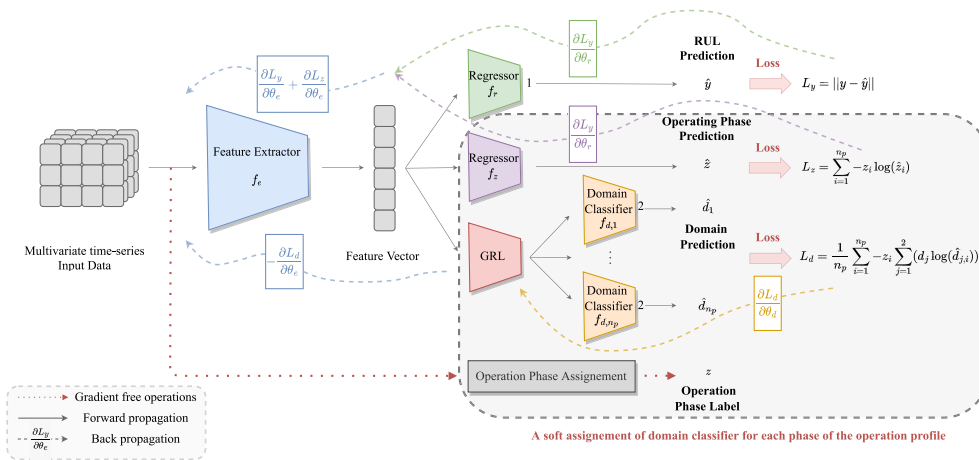 ∂L_y/∂θ_e + ∂L_z/∂θ_e
∂L_y/∂θ_r
RUL
Prediction
Regressor
f_r
1
ŷ
Loss
L_y = ||y − ŷ||
Feature Extractor
f_e
∂L_y/∂θ_r
Operating Phase
Prediction
Regressor
f_z
ẑ
Loss
L_z = ∑_{i=1}^{n_p} −z_i log(ẑ_i)
Multivariate time-series
Input Data
Feature Vector
−∂L_d/∂θ_e
GRL
Domain
Classifier
f_{d,1}
2
d̂_1
⋮
Domain
Prediction
Loss
L_d = 1/n_p ∑_{i=1}^{n_p} −z_i ∑_{j=1}^{2} (d_j log(d̂_{j,i}))
Domain
Classifier
f_{d,n_p}
2
d̂_{n_p}
∂L_d/∂θ_d
Operation Phase Assignement
z
Operation
Phase Label
Gradient free operations
Forward propagation
∂L_y/∂θ_e
Back propagation
A soft assignement of domain classifier for each phase of the operation profile